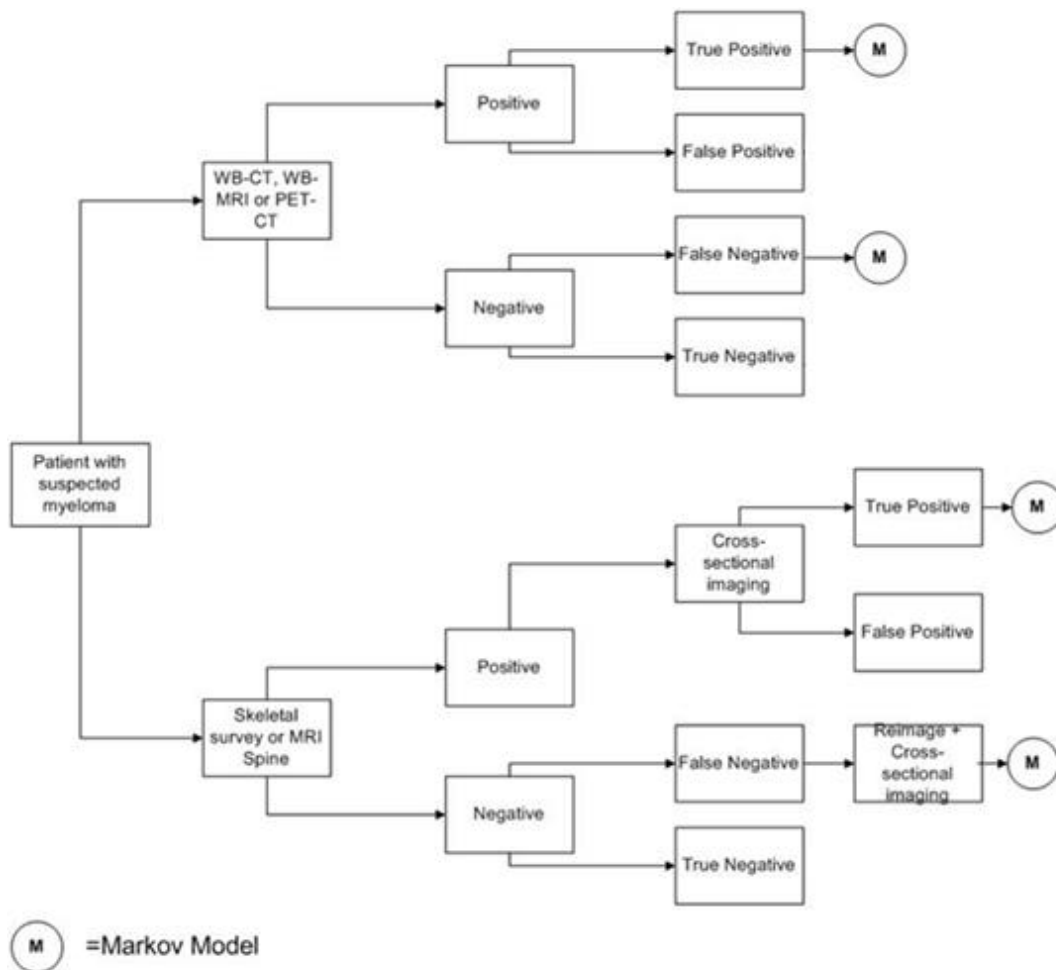 True Positive
M
Positive
False Positive
WB-CT, WB-
MRI or PET-
CT
False Negative
M
Negative
True Negative
Patient with
suspected
myeloma
True Positive
M
Cross-
sectional
imaging
False Positive
Positive
Skeletal
survey or MRI
Spine
False Negative
Reimage +
Cross-
sectional
imaging
M
Negative
True Negative
M =Markov Model